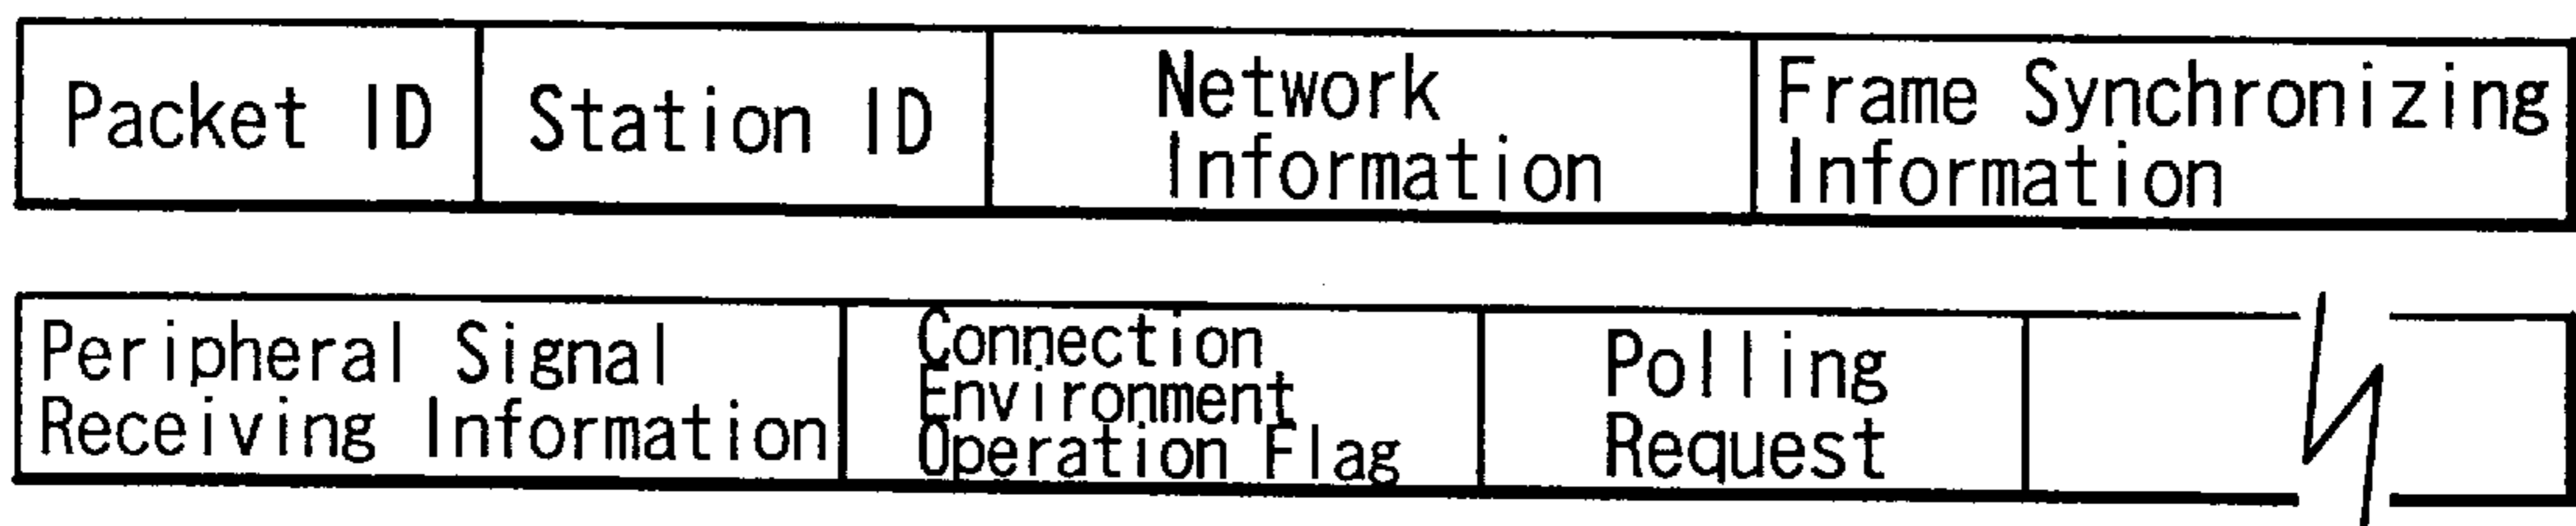 Packet ID
Station ID
Network
Information
Frame Synchronizing
Information
Peripheral Signal
Receiving Information
Connection
Environment
Operation Flag
Polling
Request